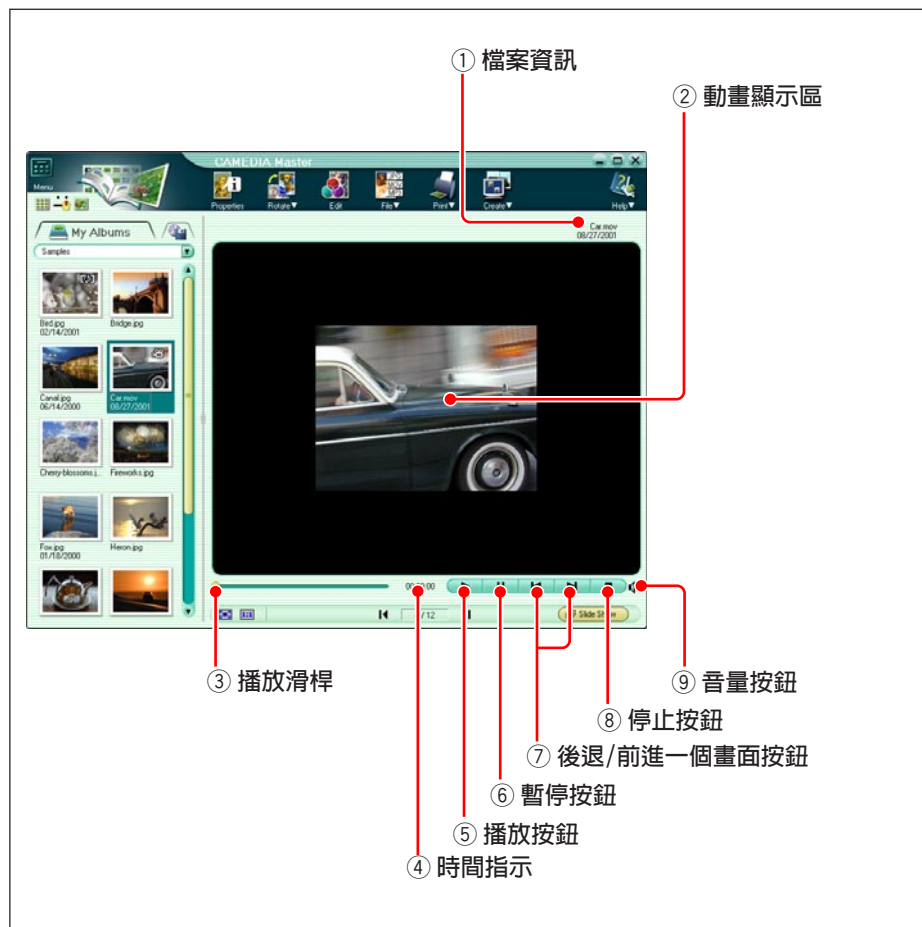 ① 檔案資訊
② 動畫顯示區
CAMEDIA Master
Menu
Properties
Rotate▼
Edit
File▼
Print▼
Create▼
Help▼
My Albums
Samples
Car.mov
08/27/2001
Bird.jpg
02/14/2001
Bridge.jpg
Canal.jpg
06/14/2000
Car.mov
08/27/2001
Cherry-blossoms.j...
Fireworks.jpg
Fox.jpg
01/18/2000
Heron.jpg
/12
Slide Show
③ 播放滑桿
⑨ 音量按鈕
⑧ 停止按鈕
⑦ 後退/前進一個畫面按鈕
⑥ 暫停按鈕
⑤ 播放按鈕
④ 時間指示